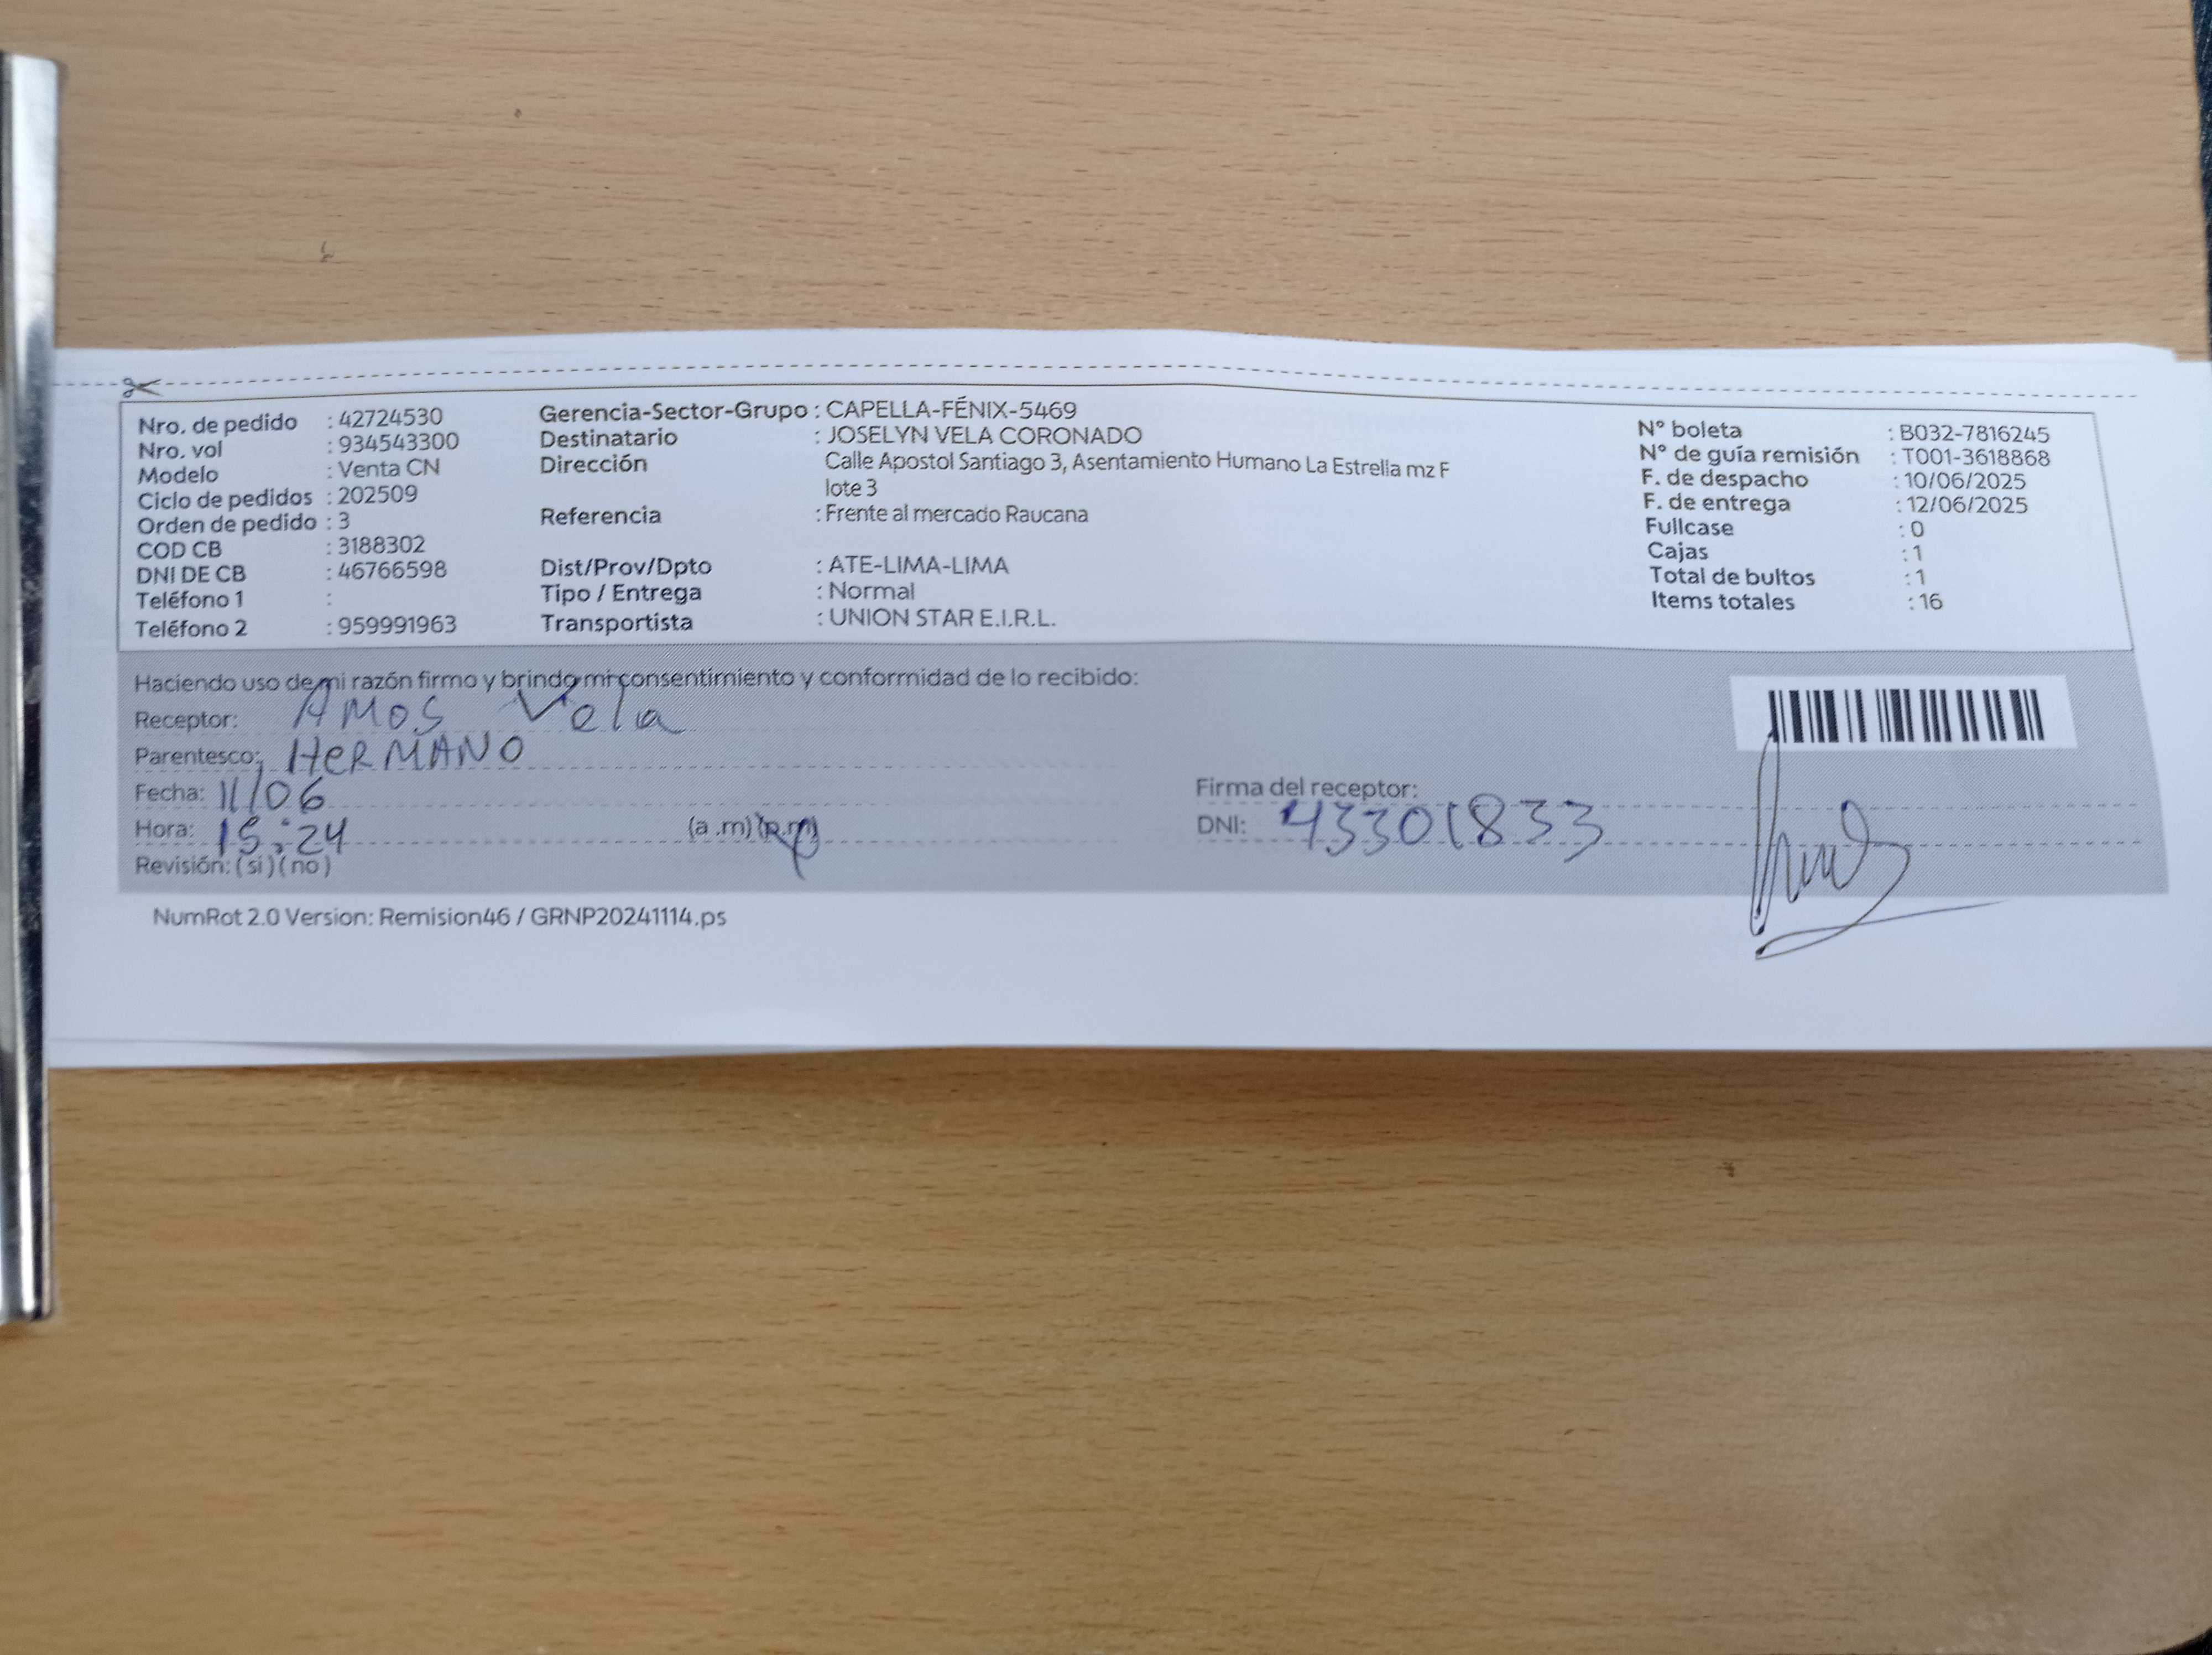 Nro. de pedido : 42724530
Nro. vol : 934543300
Modelo : Venta CN
Ciclo de pedidos : 202509
Orden de pedido : 3
COD CB : 3188302
DNI DE CB : 46766598
Teléfono 1 :
Teléfono 2 : 959991963
Gerencia-Sector-Grupo : CAPELLA-FÉNIX-5469
Destinatario : JOSELYN VELA CORONADO
Dirección Calle Apostol Santiago 3, Asentamiento Humano La Estrella mz F
lote 3
Referencia : Frente al mercado Raucana
Dist/Prov/Dpto : ATE-LIMA-LIMA
Tipo / Entrega : Normal
Transportista : UNION STAR E.I.R.L.
N° boleta : B032-7816245
N° de guía remisión : T001-3618868
F. de despacho : 10/06/2025
F. de entrega : 12/06/2025
Fullcase : 0
Cajas : 1
Total de bultos : 1
Items totales : 16
Haciendo uso de mi razón firmo y brindo mi consentimiento y conformidad de lo recibido:
Receptor: AMOS Vela
Parentesco: HeRMANO
Fecha: 11/06
Hora: 15:24 (a .m) (p.m)
Revisión: ( si ) ( no )
Firma del receptor:
DNI: 43301833
NumRot 2.0 Version: Remision46 / GRNP20241114.ps